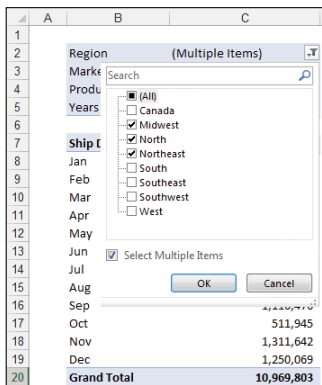 A B C
1
2 Region (Multiple Items)
3 Marke Search
4 Produ (All)
5 Years Canada
6 Midwest
7 Ship D North
8 Jan Northeast
9 Feb South
10 Mar Southeast
11 Apr Southwest
12 May West
13 Jun Select Multiple Items
14 Jul
15 Aug OK Cancel
16 Sep 1,116,476
17 Oct 511,945
18 Nov 1,311,642
19 Dec 1,250,069
20 Grand Total 10,969,803